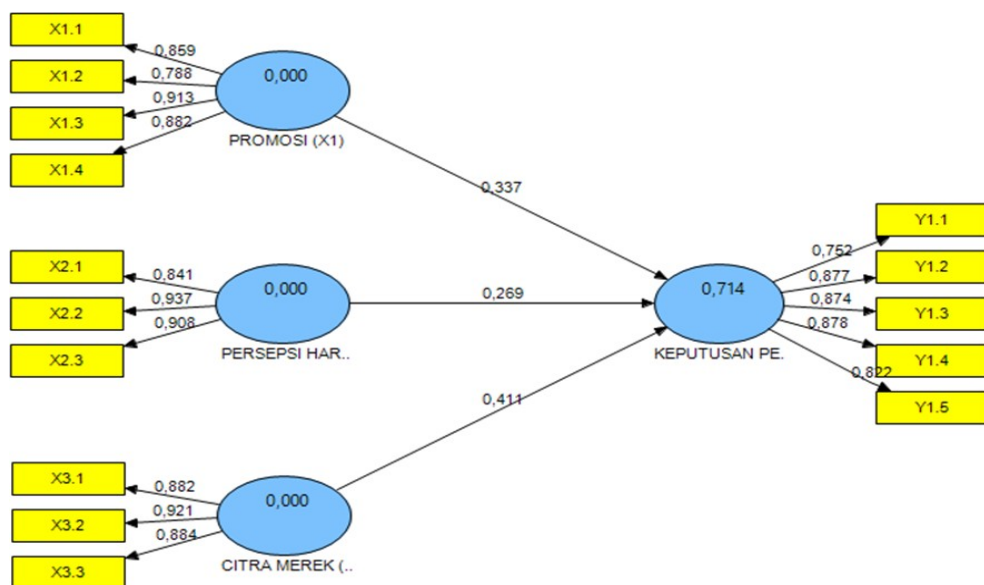 X1.1
0,859
X1.2
0,788
0,000
X1.3
0,913
0,882
X1.4
PROMOSI (X1)
0,337
X2.1
0,841
X2.2
0,937
0,000
X2.3
0,908
PERSEPSI HAR..
0,269
X3.1
0,882
X3.2
0,921
0,000
X3.3
0,884
CITRA MEREK (..
0,411
0,714
KEPUTUSAN PE.
0,752
Y1.1
0,877
Y1.2
0,874
Y1.3
0,878
Y1.4
0,822
Y1.5